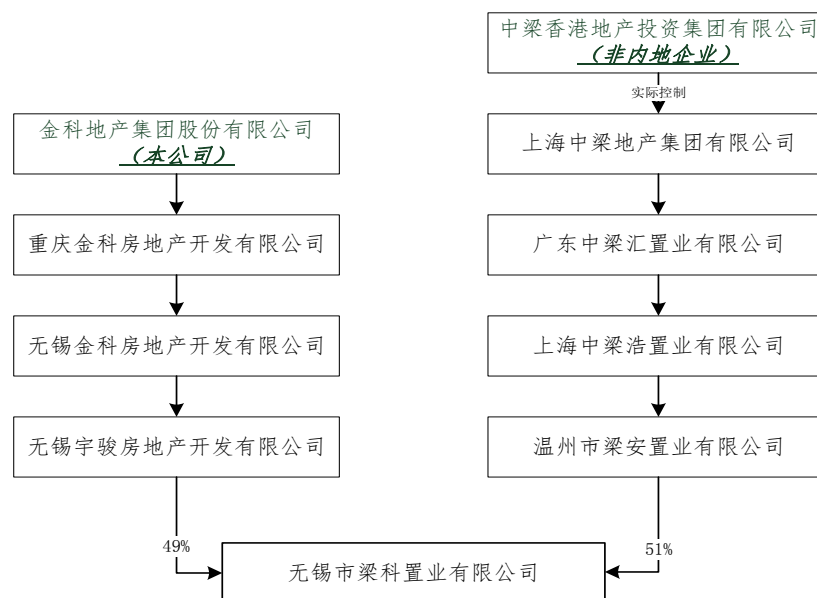 中梁香港地产投资集团有限公司
（非内地企业）
实际控制
金科地产集团股份有限公司
（本公司）
上海中梁地产集团有限公司
重庆金科房地产开发有限公司
广东中梁汇置业有限公司
无锡金科房地产开发有限公司
上海中梁浩置业有限公司
无锡宇骏房地产开发有限公司
温州市梁安置业有限公司
49%
51%
无锡市梁科置业有限公司